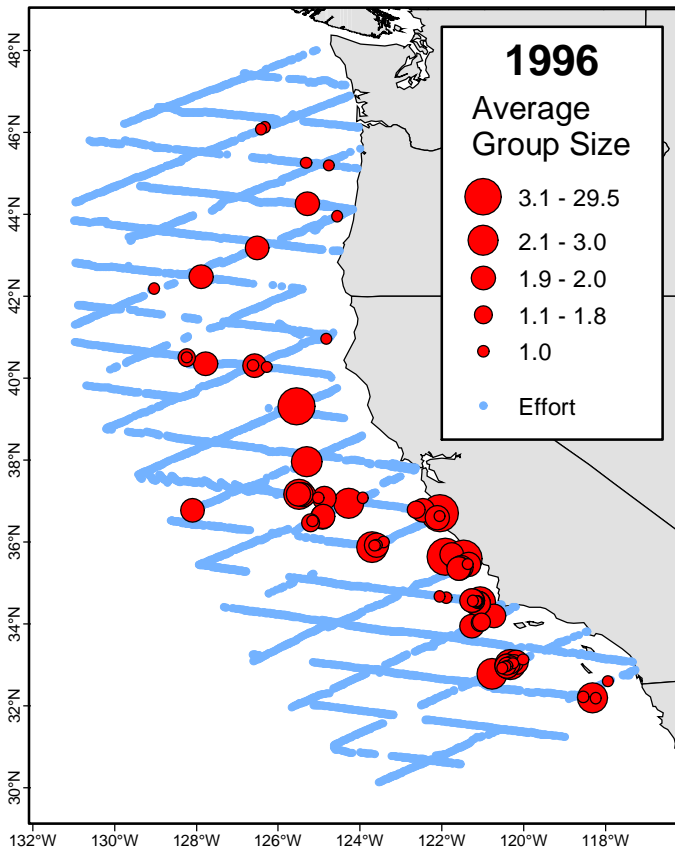 1996
Average
Group Size
3.1 - 29.5
2.1 - 3.0
1.9 - 2.0
1.1 - 1.8
1.0
Effort
48°N
46°N
44°N
42°N
40°N
38°N
36°N
34°N
32°N
30°N
132°W 130°W 128°W 126°W 124°W 122°W 120°W 118°W